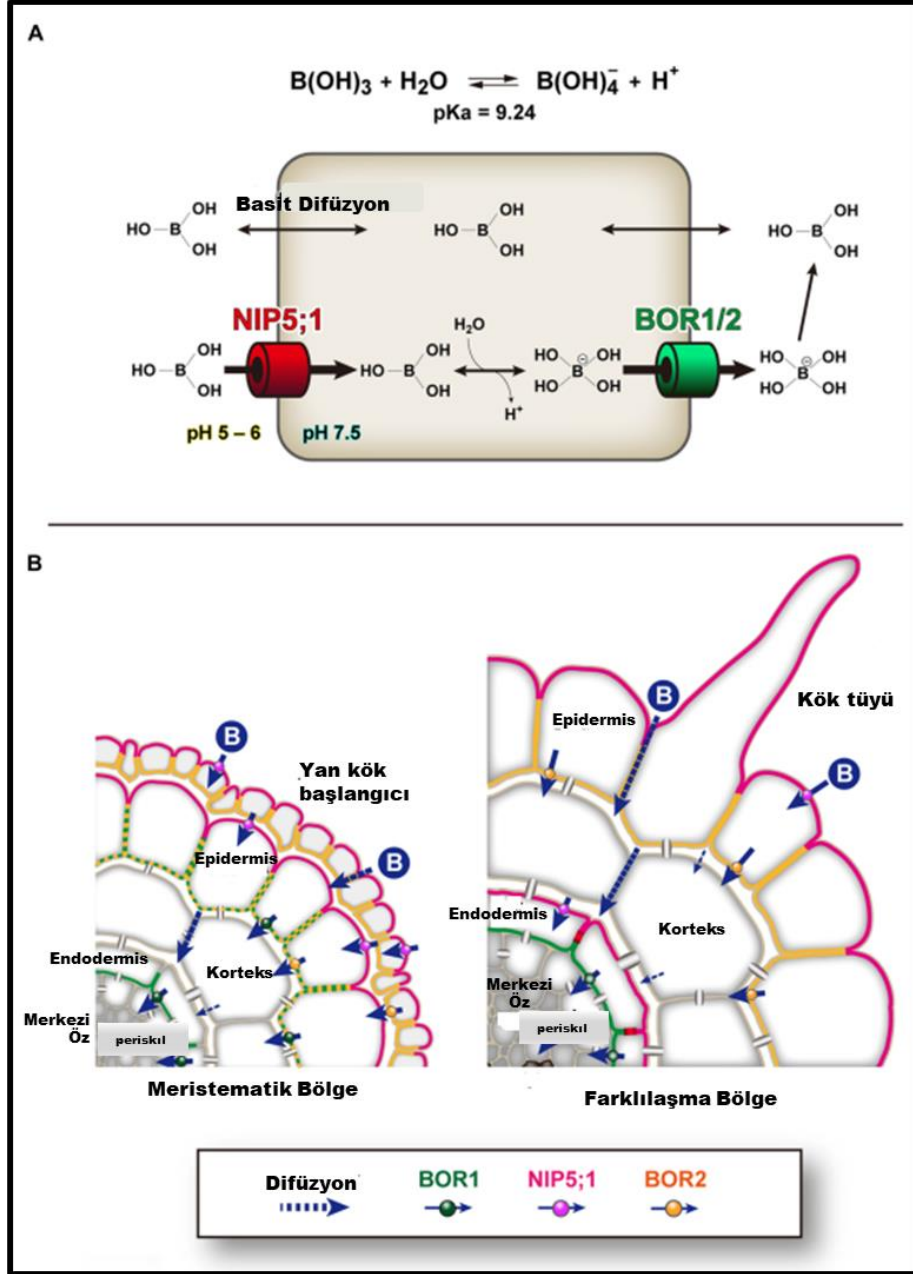 A
B(OH)₃ + H₂O ⇌ B(OH)₄⁻ + H⁺
pKa = 9.24
Basit Difüzyon
OH
HO—B
OH
OH
HO—B
OH
OH
HO—B
OH
NIP5;1
BOR1/2
OH
HO—B
OH
OH
HO—B
OH
H₂O
H⁺
HO OH
B⊖
HO OH
HO OH
B⊖
HO OH
pH 5 – 6
pH 7.5
B
B
Yan kök
başlangıcı
Epidermis
B
Endodermis
Korteks
Merkezi
Öz
periskıl
Meristematik Bölge
B
Epidermis
Kök tüyü
B
Endodermis
Korteks
Merkezi
Öz
periskıl
Farklılaşma Bölge
Difüzyon
BOR1
NIP5;1
BOR2